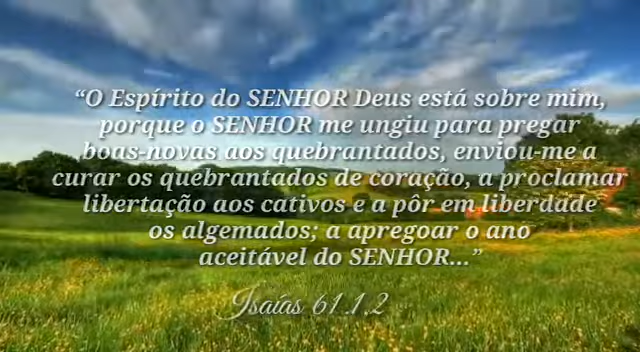 “O Espírito do SENHOR Deus está sobre mim,
porque o SENHOR me ungiu para pregar
boas-novas aos quebrantados, enviou-me a
curar os quebrantados de coração, a proclamar
libertação aos cativos e a pôr em liberdade
os algemados; a apregoar o ano
aceitável do SENHOR...”
Isaías 61.1,2